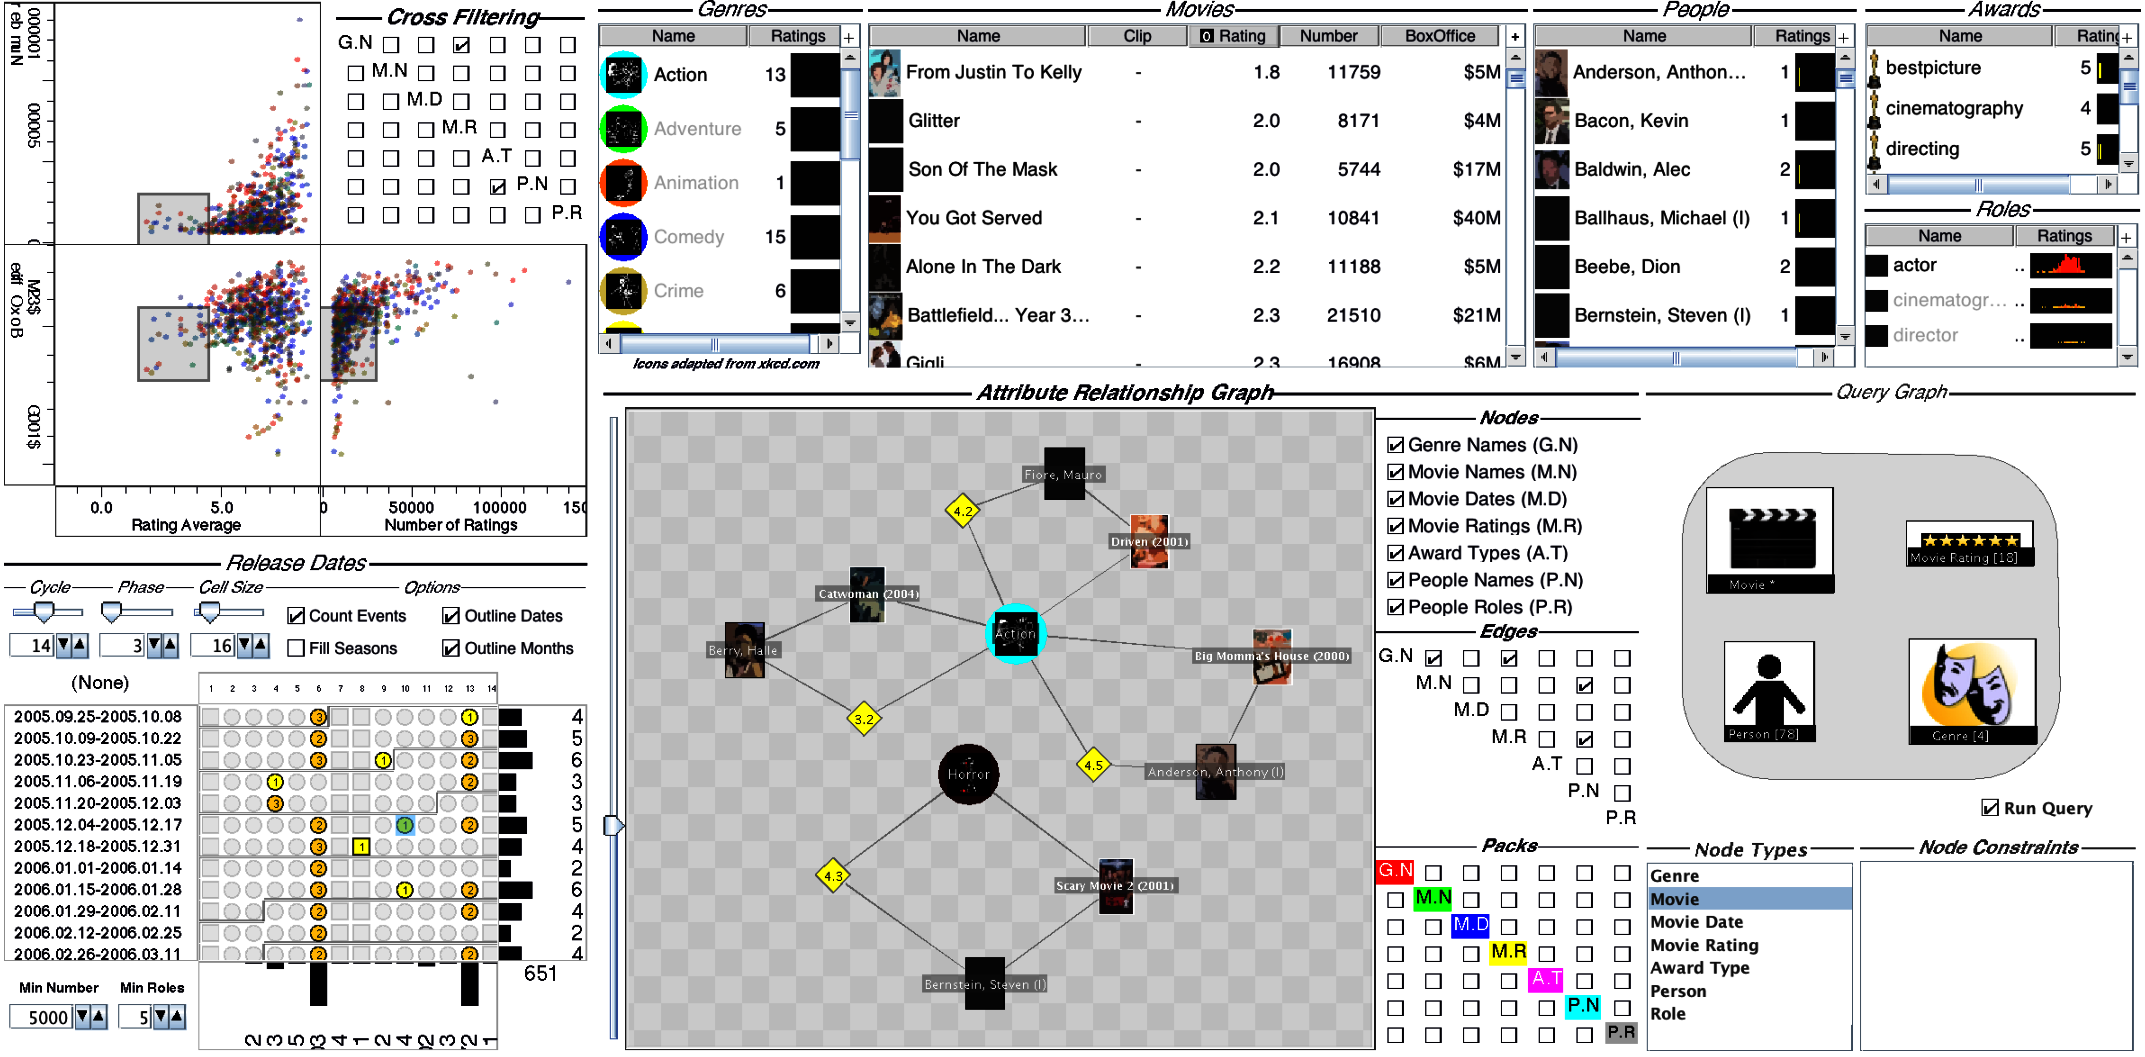 Cross Filtering
G.N
M.N
M.D
M.R
A.T
P.N
P.R
0.0 5.0
Rating Average
0 50000 100000 150
Number of Ratings
Genres
Name Ratings +
Action 13
Adventure 5
Animation 1
Comedy 15
Crime 6
Icons adapted from xkcd.com
Movies
Name Clip 0 Rating Number BoxOffice +
From Justin To Kelly - 1.8 11759 $5M
Glitter - 2.0 8171 $4M
Son Of The Mask - 2.0 5744 $17M
You Got Served - 2.1 10841 $40M
Alone In The Dark - 2.2 11188 $5M
Battlefield... Year 3... - 2.3 21510 $21M
Gigli - 2.3 16908 $6M
People
Name Ratings +
Anderson, Anthon... 1
Bacon, Kevin 1
Baldwin, Alec 2
Ballhaus, Michael (I) 1
Beebe, Dion 2
Bernstein, Steven (I) 1
Awards
Name Rating +
bestpicture 5
cinematography 4
directing 5
Roles
Name Ratings +
actor ..
cinematogr... ..
director ..
Release Dates
Cycle Phase Cell Size Options
14 3 16
Count Events Outline Dates
Fill Seasons Outline Months
(None)
1 2 3 4 5 6 7 8 9 10 11 12 13 14
2005.09.25-2005.10.08 3 1 4
2005.10.09-2005.10.22 2 3 5
2005.10.23-2005.11.05 3 1 2 6
2005.11.06-2005.11.19 1 2 3
2005.11.20-2005.12.03 3 3
2005.12.04-2005.12.17 2 1 2 5
2005.12.18-2005.12.31 3 1 4
2006.01.01-2006.01.14 2 2
2006.01.15-2006.01.28 3 1 2 6
2006.01.29-2006.02.11 2 2 4
2006.02.12-2006.02.25 2 2
2006.02.26-2006.03.11 2 2 4
651
Min Number Min Roles
5000 5
Attribute Relationship Graph
Fiore, Mauro
4.2
Driven (2001)
Catwoman (2004)
Action
Berry, Halle
Big Momma's House (2000)
3.2
4.5
Anderson, Anthony (I)
Horror
4.3
Scary Movie 2 (2001)
Bernstein, Steven (I)
Nodes
Genre Names (G.N)
Movie Names (M.N)
Movie Dates (M.D)
Movie Ratings (M.R)
Award Types (A.T)
People Names (P.N)
People Roles (P.R)
Edges
G.N
M.N
M.D
M.R
A.T
P.N
P.R
Packs
G.N
M.N
M.D
M.R
A.T
P.N
P.R
Query Graph
Movie *
Movie Rating [18]
Person [78]
Genre [4]
Run Query
Node Types
Genre
Movie
Movie Date
Movie Rating
Award Type
Person
Role
Node Constraints